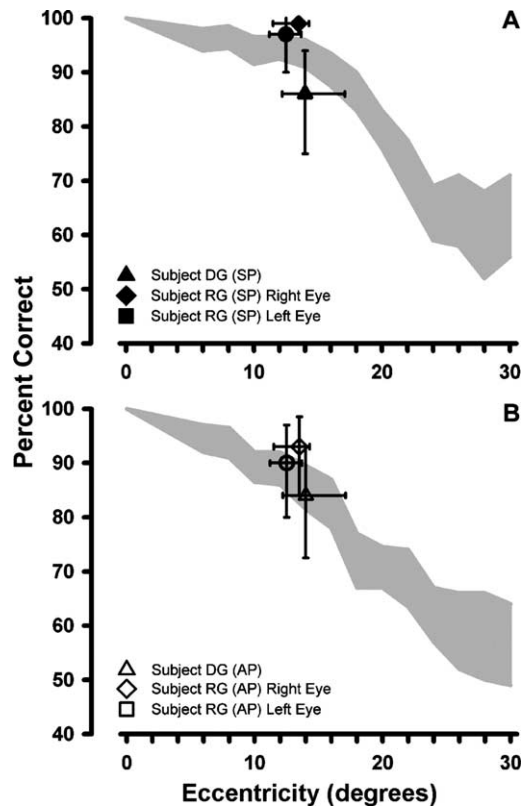 A
100
90
80
70
60
50
40
Subject DG (SP)
Subject RG (SP) Right Eye
Subject RG (SP) Left Eye
0 10 20 30
Percent Correct
B
100
90
80
70
60
50
40
Subject DG (AP)
Subject RG (AP) Right Eye
Subject RG (AP) Left Eye
0 10 20 30
Eccentricity (degrees)